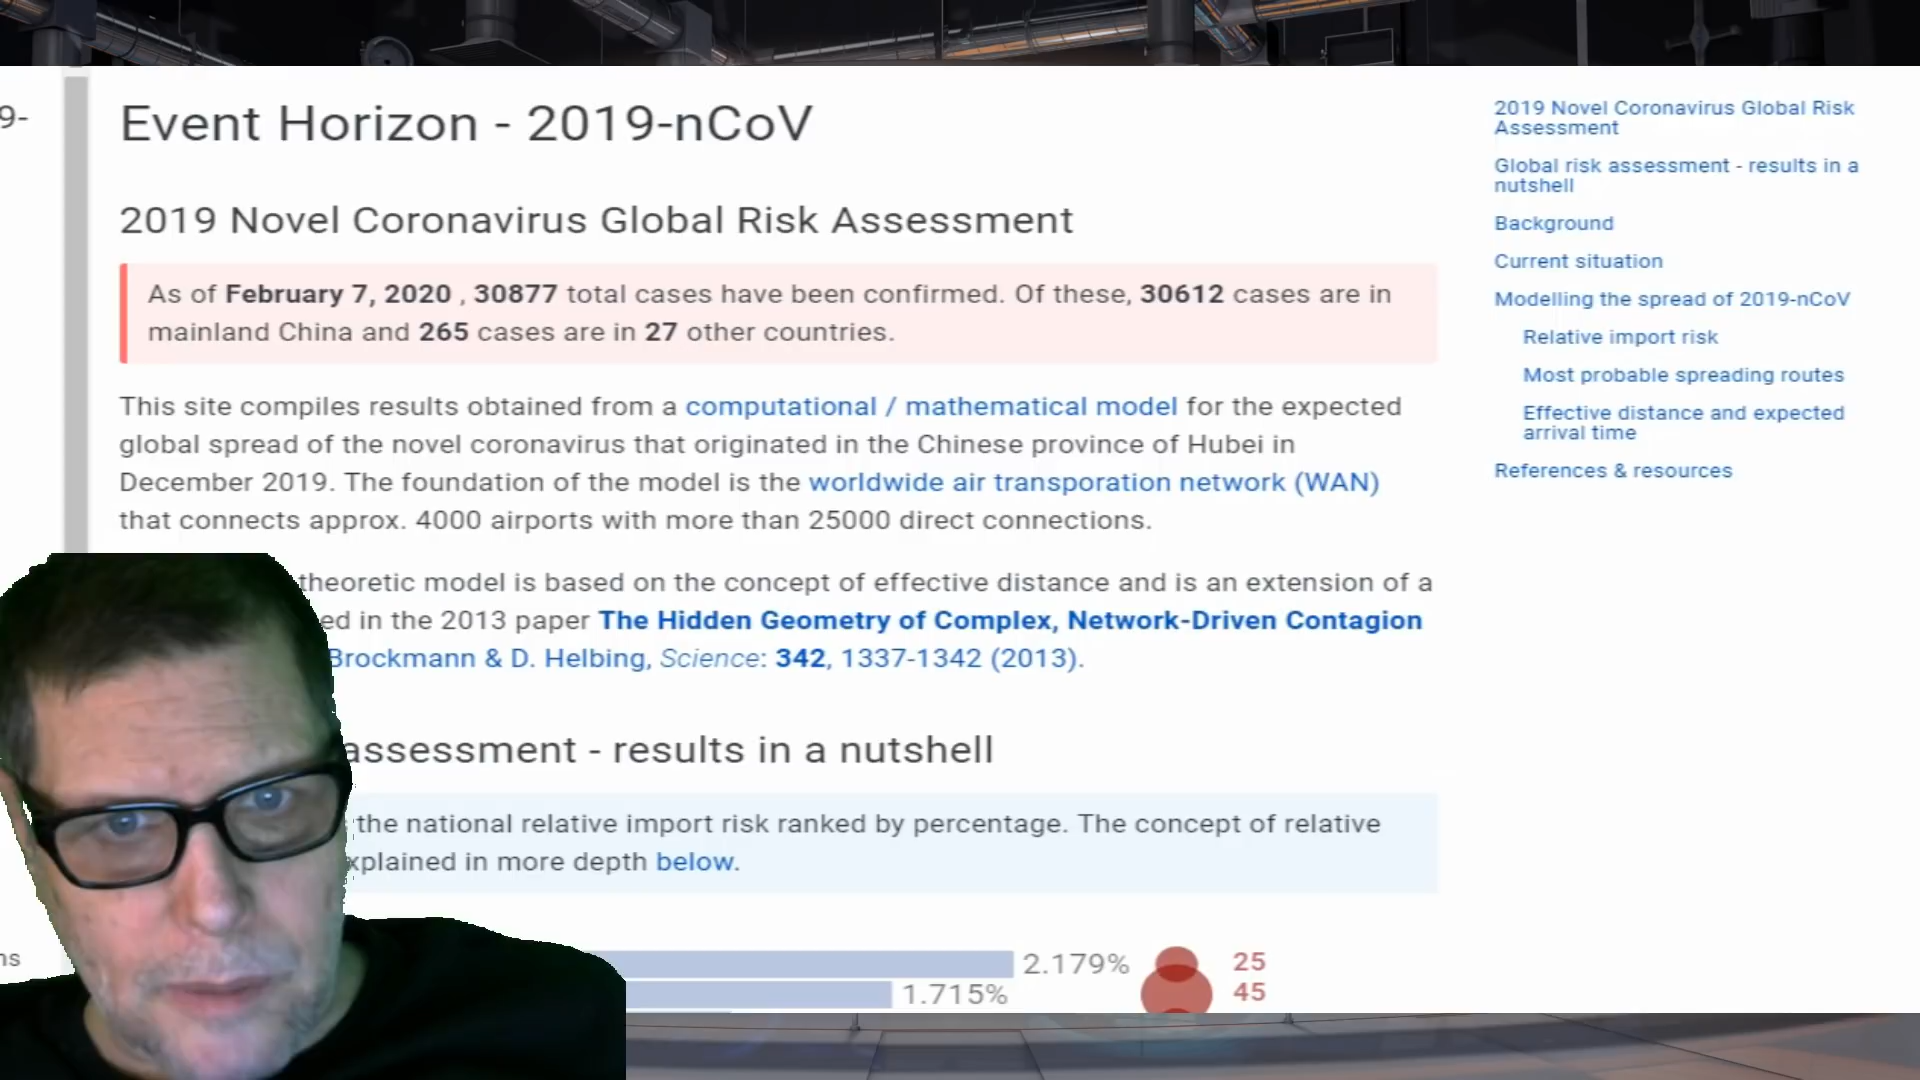 9-
Event Horizon - 2019-nCoV
2019 Novel Coronavirus Global Risk Assessment
As of February 7, 2020 , 30877 total cases have been confirmed. Of these, 30612 cases are in
mainland China and 265 cases are in 27 other countries.
This site compiles results obtained from a computational / mathematical model for the expected
global spread of the novel coronavirus that originated in the Chinese province of Hubei in
December 2019. The foundation of the model is the worldwide air transporation network (WAN)
that connects approx. 4000 airports with more than 25000 direct connections.
theoretic model is based on the concept of effective distance and is an extension of a
ed in the 2013 paper The Hidden Geometry of Complex, Network-Driven Contagion
Brockmann & D. Helbing, Science: 342, 1337-1342 (2013).
assessment - results in a nutshell
the national relative import risk ranked by percentage. The concept of relative
xplained in more depth below.
ns
2.179% 25
1.715% 45
2019 Novel Coronavirus Global Risk
Assessment
Global risk assessment - results in a
nutshell
Background
Current situation
Modelling the spread of 2019-nCoV
Relative import risk
Most probable spreading routes
Effective distance and expected
arrival time
References & resources